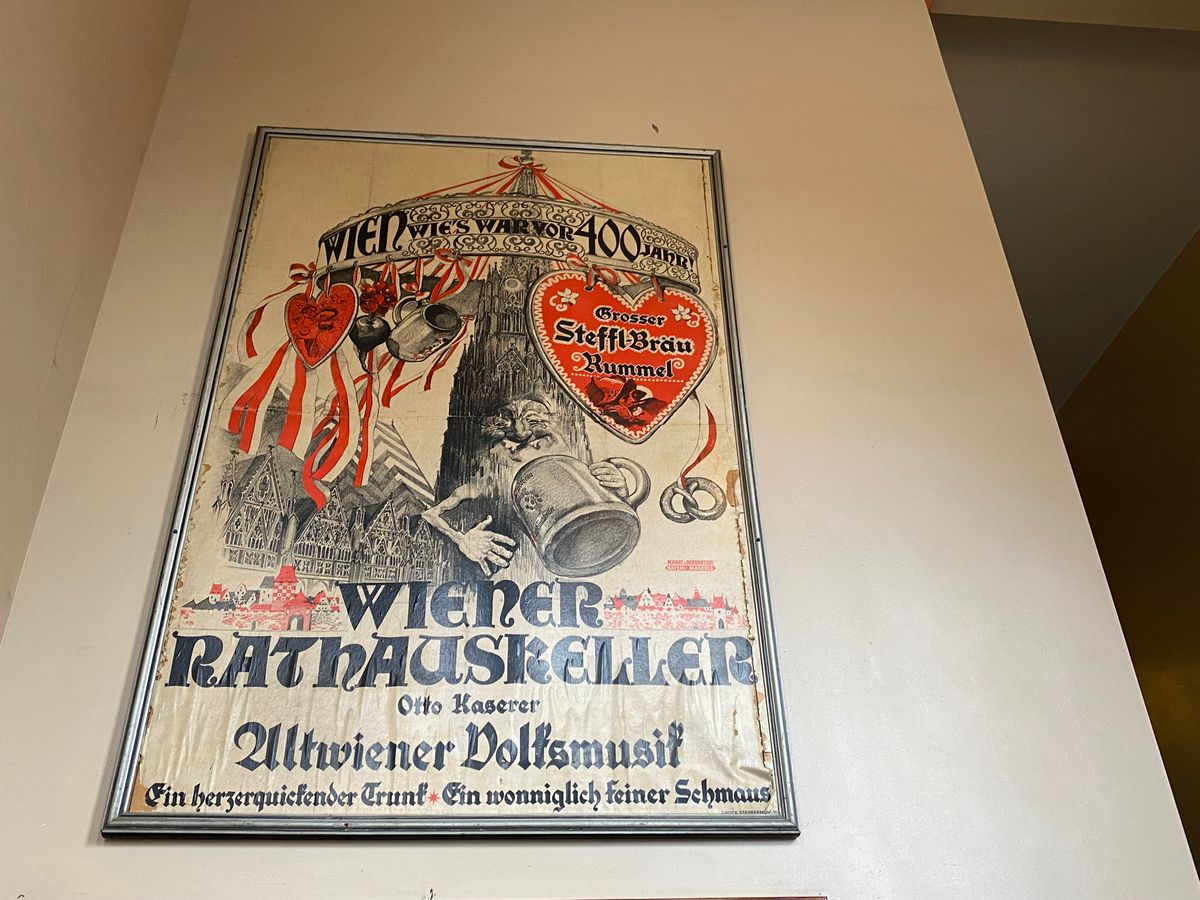 WIEN WIE'S WAR VOR 400 JAHR
Grosser
Steffl-Bräu
Rummel
WIENER
RATHAUSKELLER
Otto Kaserer
Altwiener Volksmusik
Ein herzerquickender Trunk * Ein wonniglich feiner Schmaus